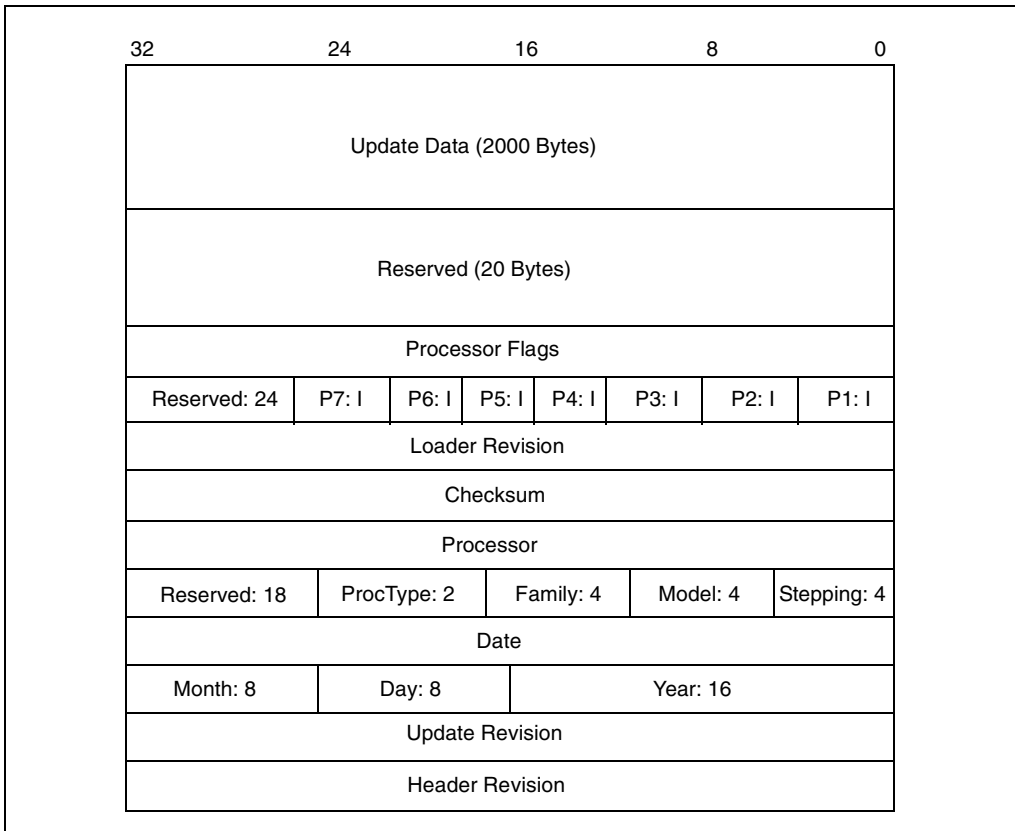 32 24 16 8 0
Update Data (2000 Bytes)
Reserved (20 Bytes)
Processor Flags
Reserved: 24 P7: I P6: I P5: I P4: I P3: I P2: I P1: I
Loader Revision
Checksum
Processor
Reserved: 18 ProcType: 2 Family: 4 Model: 4 Stepping: 4
Date
Month: 8 Day: 8 Year: 16
Update Revision
Header Revision